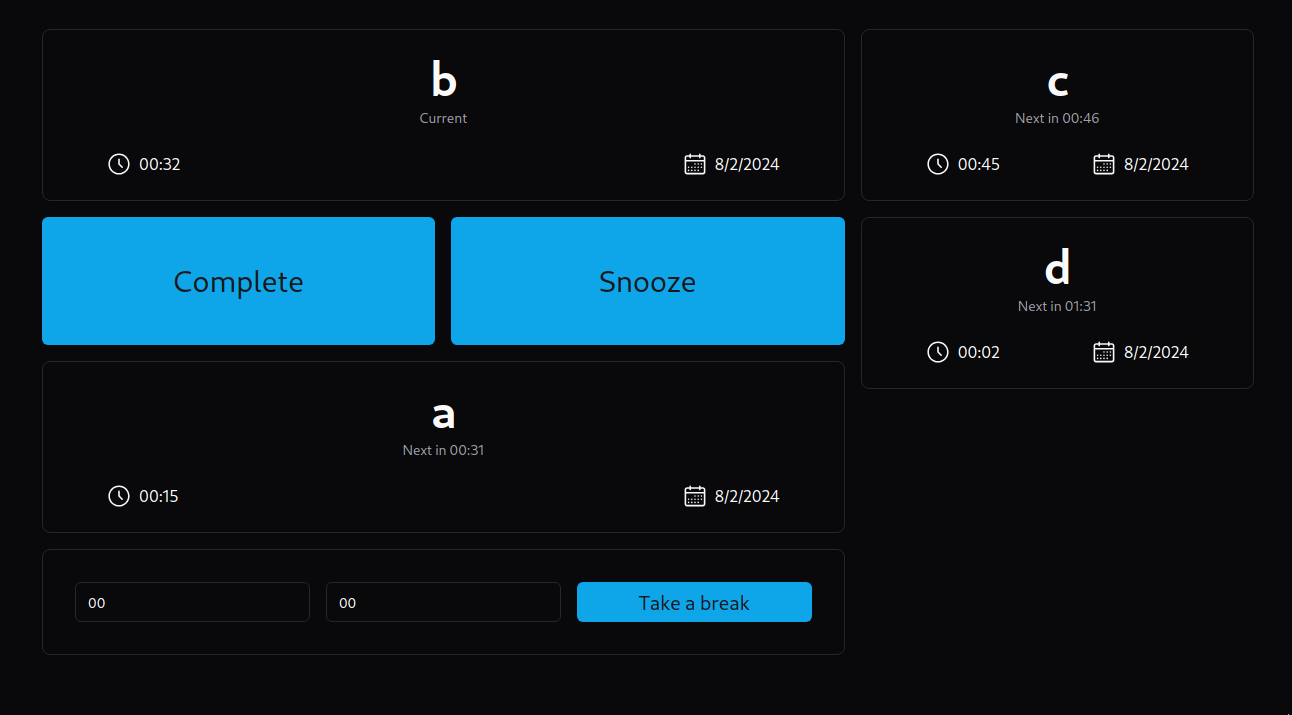 b
Current
00:32
8/2/2024
Complete
Snooze
a
Next in 00:31
00:15
8/2/2024
00
00
Take a break
c
Next in 00:46
00:45
8/2/2024
d
Next in 01:31
00:02
8/2/2024